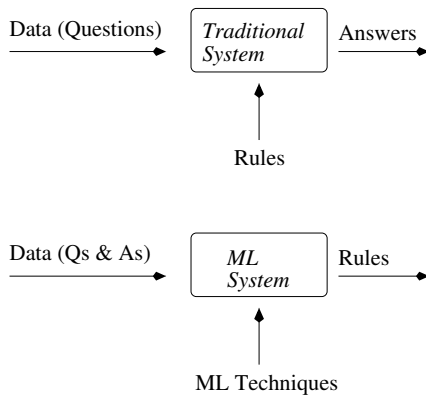 Data (Questions)
Traditional
System
Answers
Rules
Data (Qs & As)
ML
System
Rules
ML Techniques